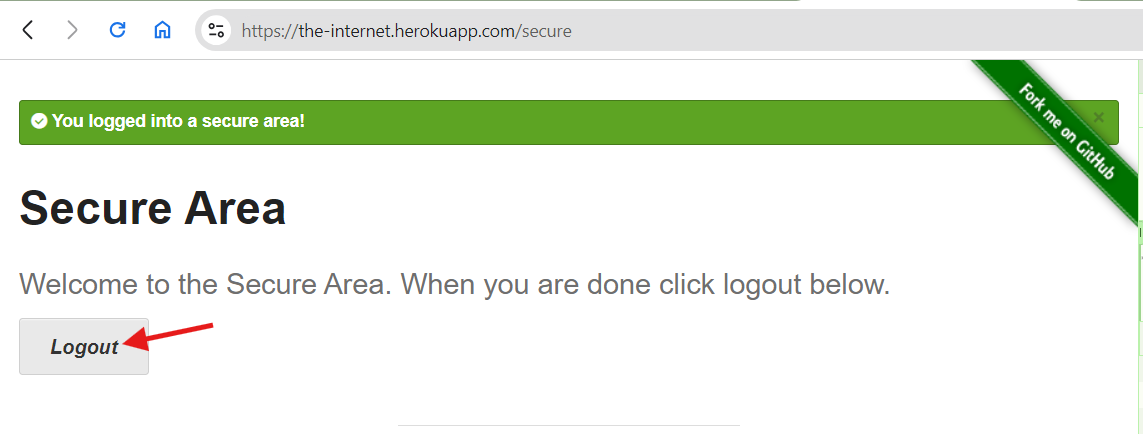 https://the-internet.herokuapp.com/secure
You logged into a secure area!
×
Fork me on GitHub
Secure Area
Welcome to the Secure Area. When you are done click logout below.
Logout